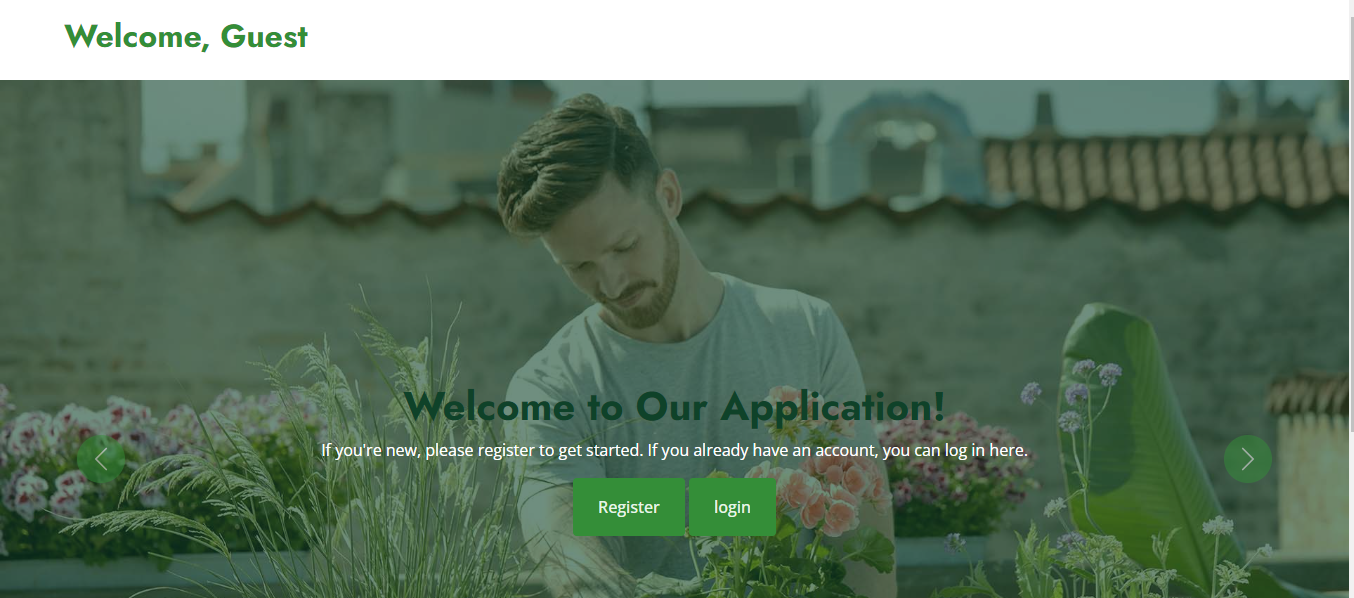 Welcome, Guest
Welcome to Our Application!
If you're new, please register to get started. If you already have an account, you can log in here.
Register login